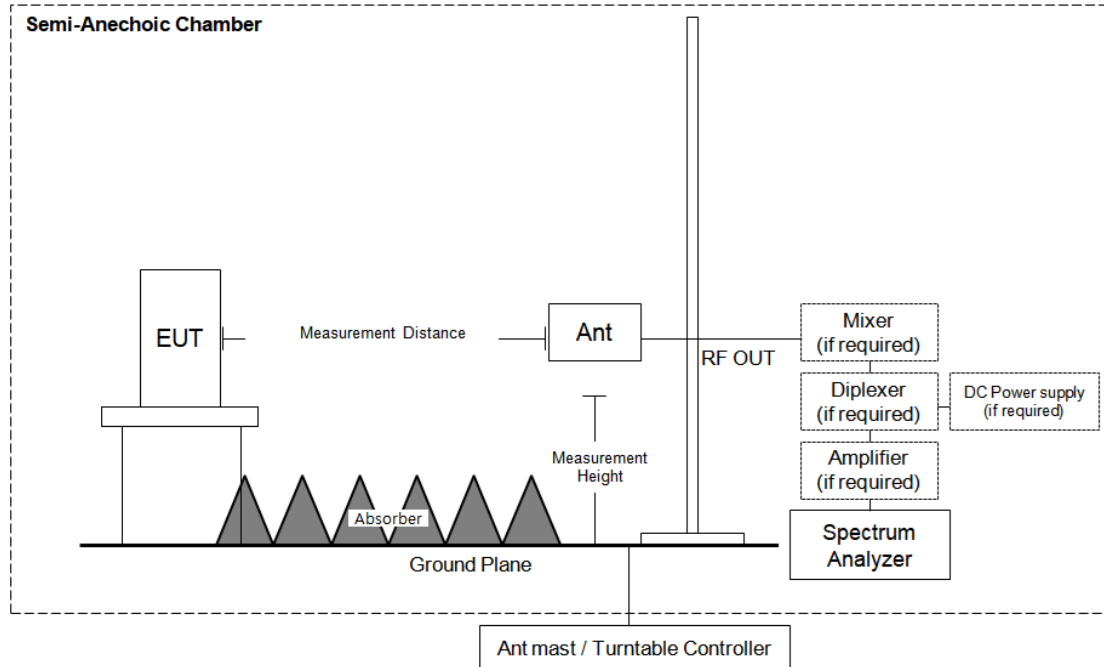 Semi-Anechoic Chamber
EUT
Measurement Distance
Ant
RF OUT
Mixer
(if required)
Diplexer
(if required)
DC Power supply
(if required)
Measurement
Height
Amplifier
(if required)
Absorber
Spectrum
Analyzer
Ground Plane
Ant mast / Turntable Controller